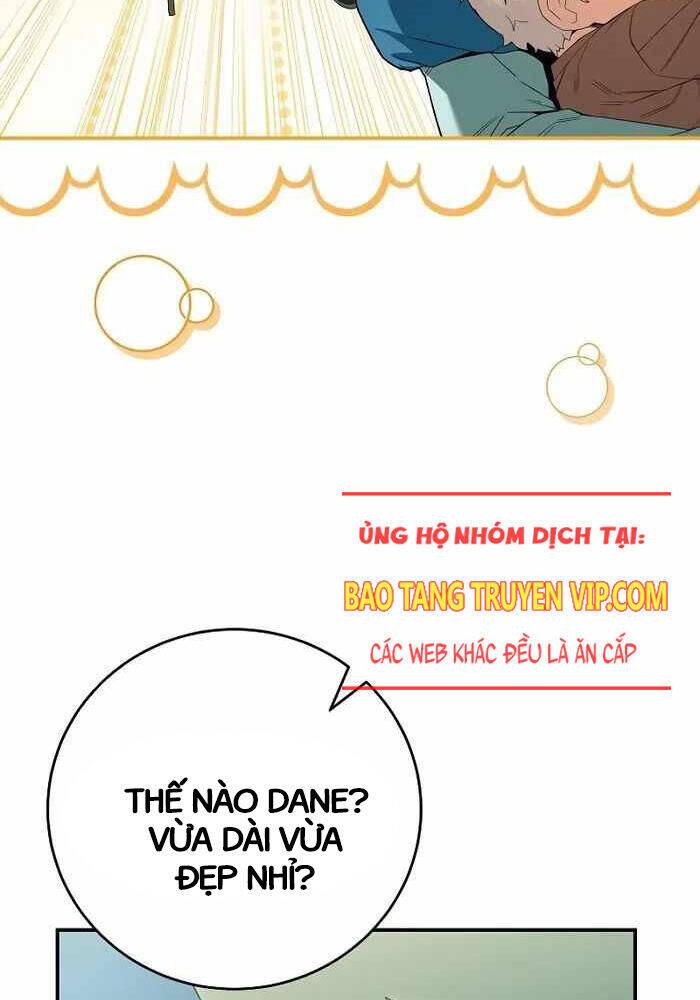 ỦNG HỘ NHÓM DỊCH TẠI:
BAO TANG TRUYEN VIP.COM
CÁC WEB KHÁC ĐỀU LÀ ĂN CẮP
THẾ NÀO DANE?
VỪA DÀI VỪA
ĐẸP NHỈ?